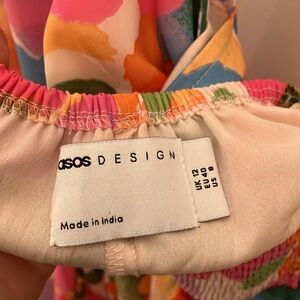 asos DESIGN
Made in India
UK 12
EU 40
US 8